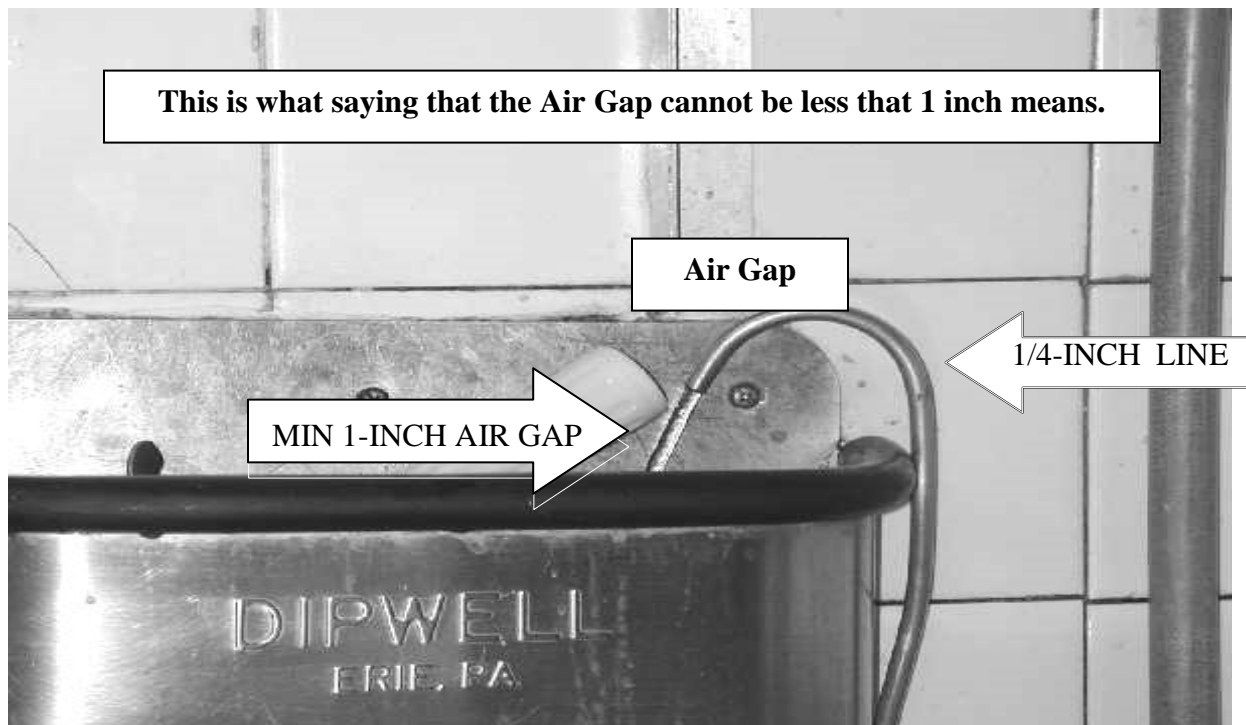 This is what saying that the Air Gap cannot be less that 1 inch means.
Air Gap
1/4-INCH  LINE
MIN 1-INCH AIR GAP
DIPWELL
ERIE, PA